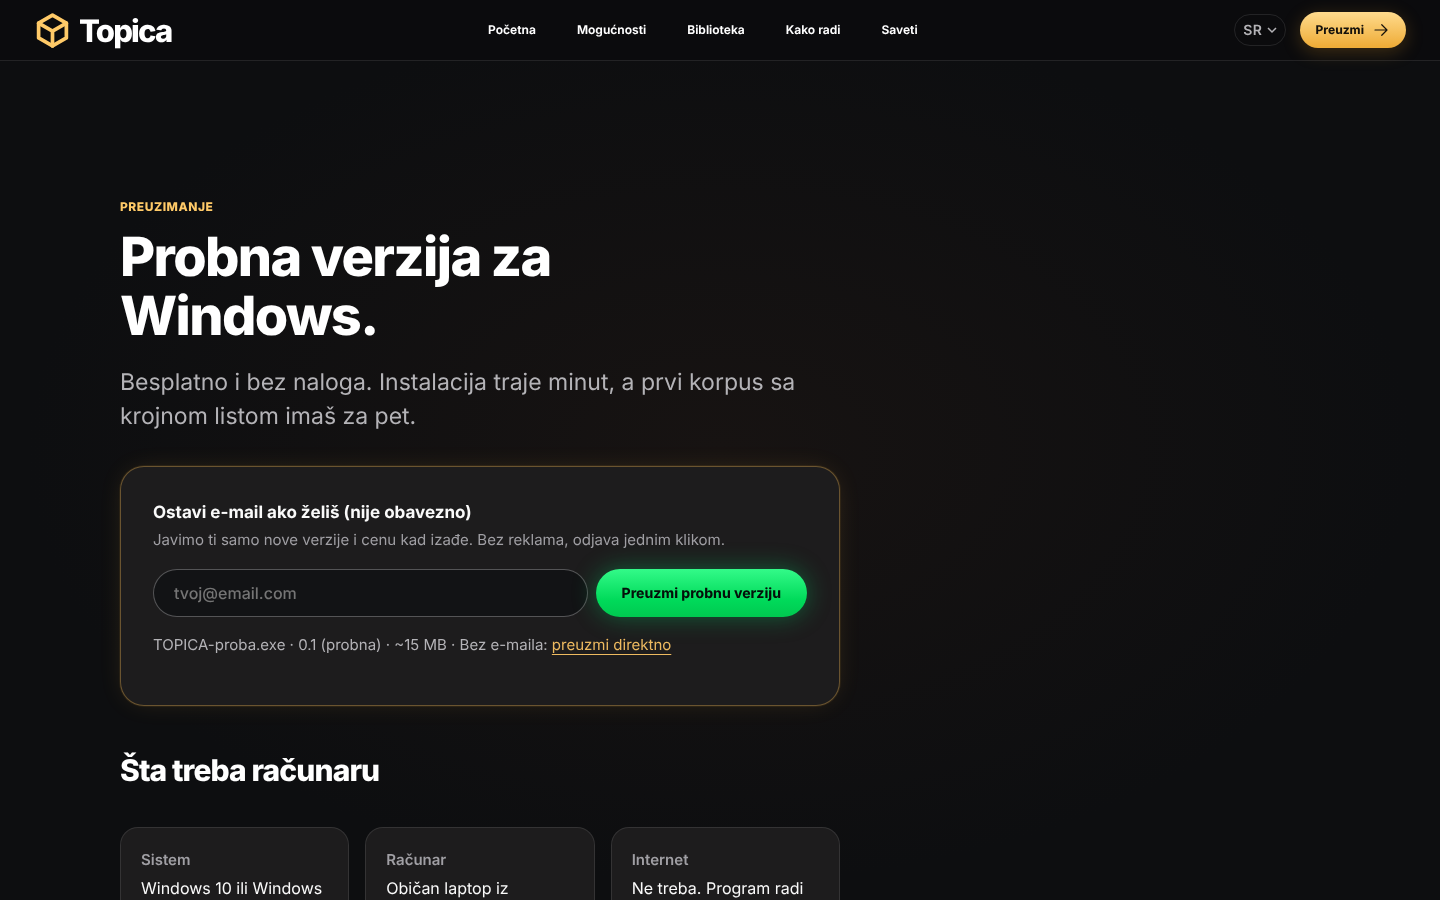 Topica
Početna
Mogućnosti
Biblioteka
Kako radi
Saveti
SR
Preuzmi
PREUZIMANJE
Probna verzija za
Windows.
Besplatno i bez naloga. Instalacija traje minut, a prvi korpus sa
krojnom listom imaš za pet.
Ostavi e-mail ako želiš (nije obavezno)
Javimo ti samo nove verzije i cenu kad izađe. Bez reklama, odjava jednim klikom.
tvoj@email.com
Preuzmi probnu verziju
TOPICA-proba.exe · 0.1 (probna) · ~15 MB · Bez e-maila: preuzmi direktno
Šta treba računaru
Sistem
Windows 10 ili Windows
Računar
Običan laptop iz
Internet
Ne treba. Program radi